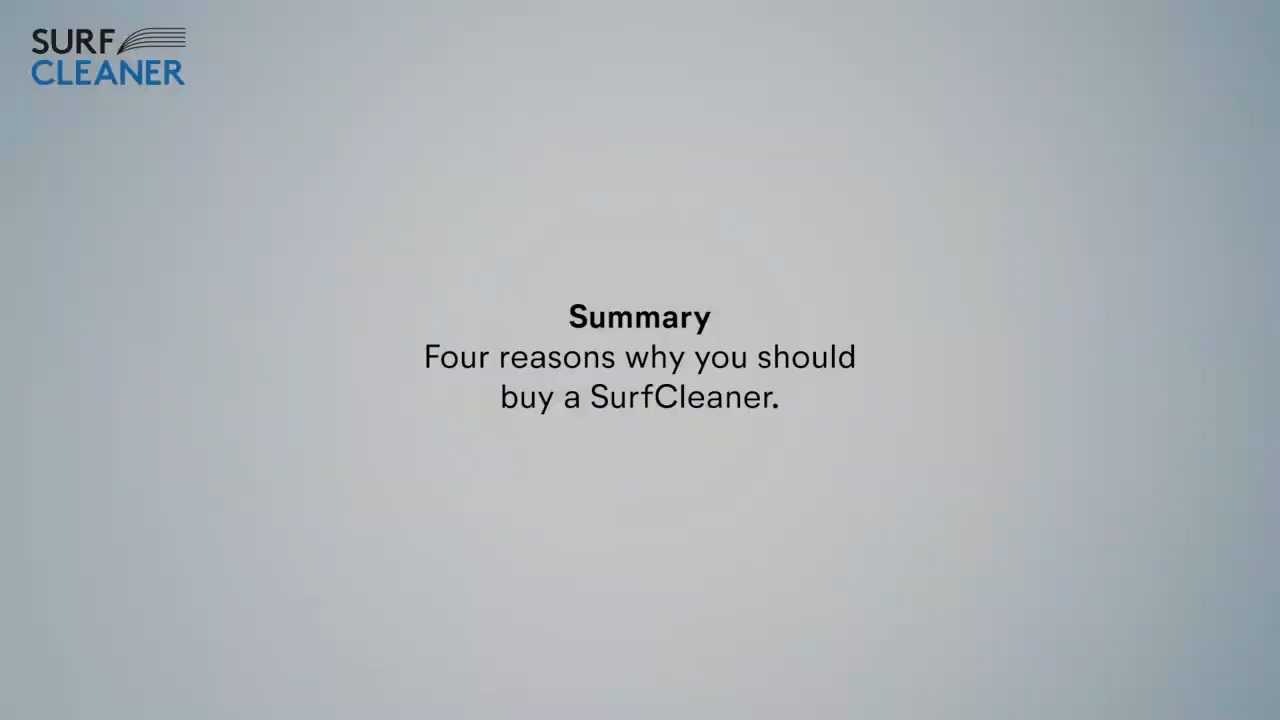 SURF
CLEANER
Summary
Four reasons why you should
buy a SurfCleaner.